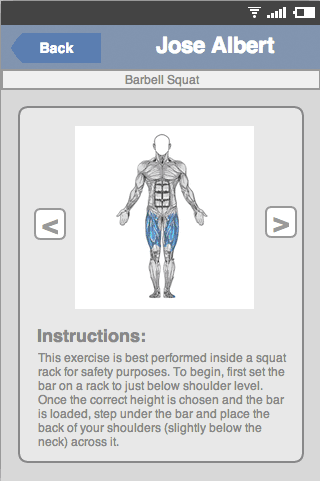 Back
Jose Albert
Barbell Squat
<
>
Instructions:
This exercise is best performed inside a squat
rack for safety purposes. To begin, first set the
bar on a rack to just below shoulder level.
Once the correct height is chosen and the bar
is loaded, step under the bar and place the
back of your shoulders (slightly below the
neck) across it.